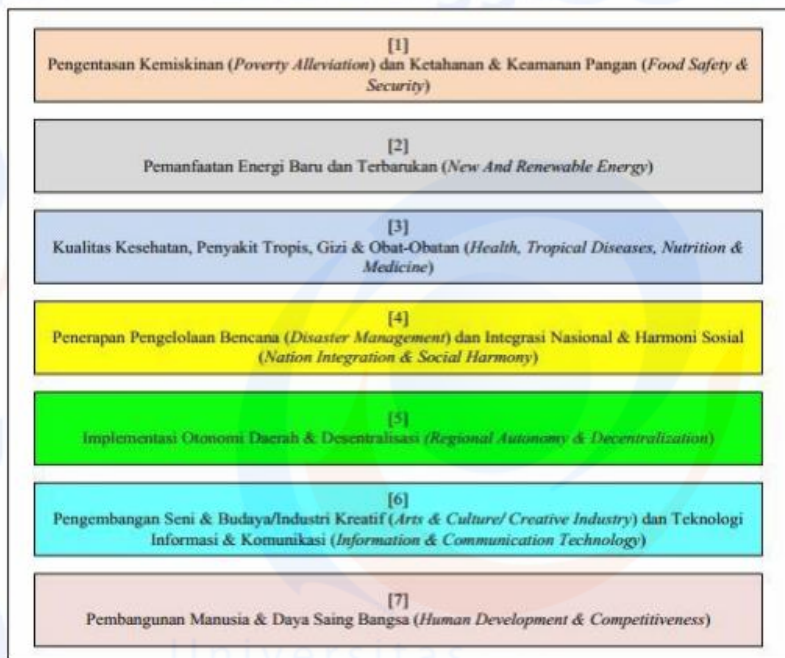 [1]
Pengentasan Kemiskinan (Poverty Alleviation) dan Ketahanan & Keamanan Pangan (Food Safety &
Security)
[2]
Pemanfaatan Energi Baru dan Terbarukan (New And Renewable Energy)
[3]
Kualitas Kesehatan, Penyakit Tropis, Gizi & Obat-Obatan (Health, Tropical Diseases, Nutrition &
Medicine)
[4]
Penerapan Pengelolaan Bencana (Disaster Management) dan Integrasi Nasional & Harmoni Sosial
(Nation Integration & Social Harmony)
[5]
Implementasi Otonomi Daerah & Desentralisasi (Regional Autonomy & Decentralization)
[6]
Pengembangan Seni & Budaya/Industri Kreatif (Arts & Culture/ Creative Industry) dan Teknologi
Informasi & Komunikasi (Information & Communication Technology)
[7]
Pembangunan Manusia & Daya Saing Bangsa (Human Development & Competitiveness)
Universitas